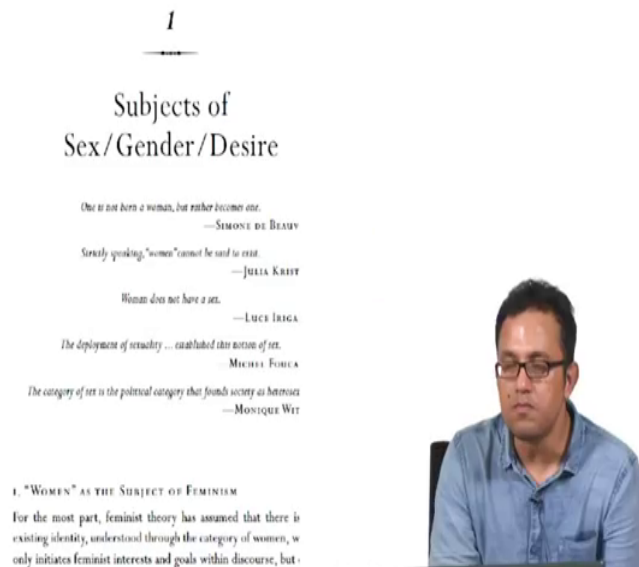 1
Subjects of
Sex/Gender/Desire
One is not born a woman, but rather becomes one.
—SIMONE DE BEAUV
Strictly speaking, "women" cannot be said to exist.
—JULIA KRIST
Woman does not have a sex.
—LUCE IRIGA
The deployment of sexuality ... established this notion of sex.
MICHEL FOUCA
The category of sex is the political category that founds society as heterosex
—MONIQUE WIT
1. "WOMEN" AS THE SUBJECT OF FEMINISM
For the most part, feminist theory has assumed that there is
existing identity, understood through the category of women, w
only initiates feminist interests and goals within discourse, but